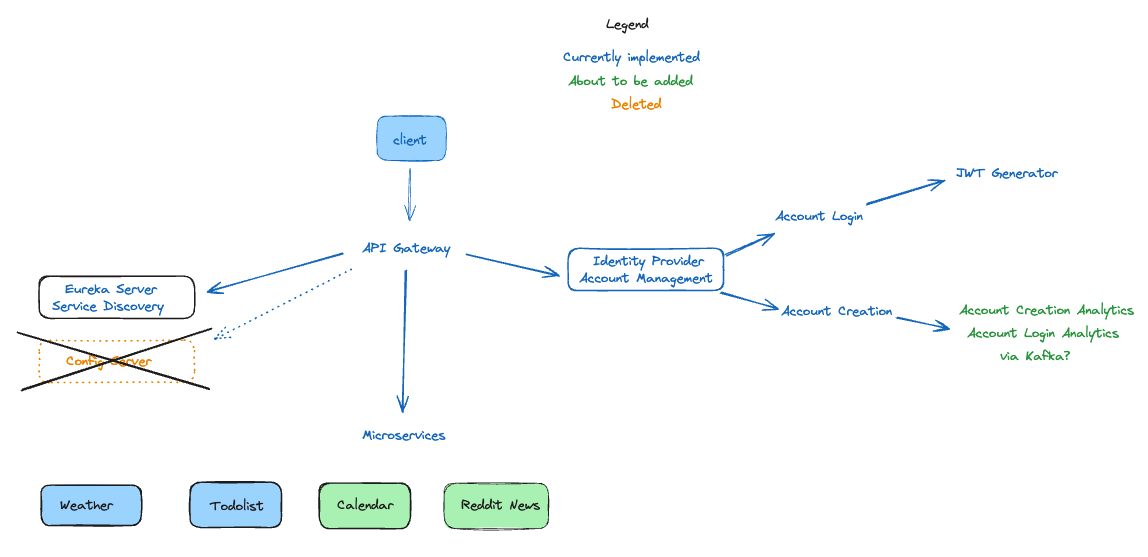 Legend
Currently implemented
About to be added
Deleted
client
API Gateway
Eureka Server
Service Discovery
Config Server
Identity Provider
Account Management
Account Login
JWT Generator
Account Creation
Account Creation Analytics
Account Login Analytics
via Kafka?
Microservices
Weather
Todolist
Calendar
Reddit News